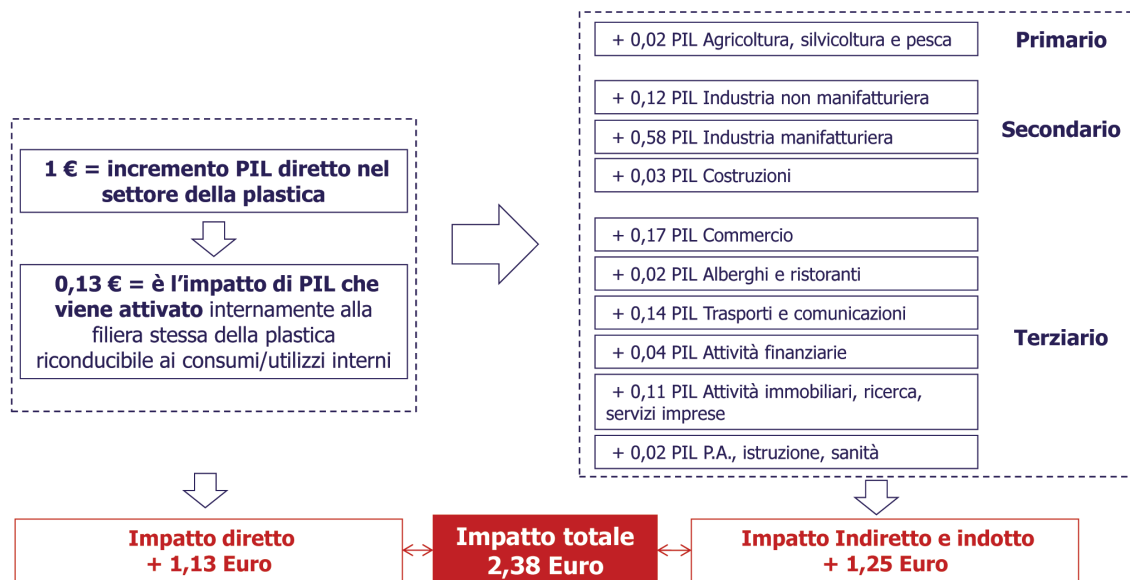 1 € = incremento PIL diretto nel
settore della plastica
0,13 € = è l'impatto di PIL che
viene attivato internamente alla
filiera stessa della plastica
riconducibile ai consumi/utilizzi interni
+ 0,02 PIL Agricoltura, silvicoltura e pesca
Primario
+ 0,12 PIL Industria non manifatturiera
+ 0,58 PIL Industria manifatturiera
Secondario
+ 0,03 PIL Costruzioni
+ 0,17 PIL Commercio
+ 0,02 PIL Alberghi e ristoranti
+ 0,14 PIL Trasporti e comunicazioni
Terziario
+ 0,04 PIL Attività finanziarie
+ 0,11 PIL Attività immobiliari, ricerca,
servizi imprese
+ 0,02 PIL P.A., istruzione, sanità
Impatto diretto
+ 1,13 Euro
Impatto totale
2,38 Euro
Impatto Indiretto e indotto
+ 1,25 Euro